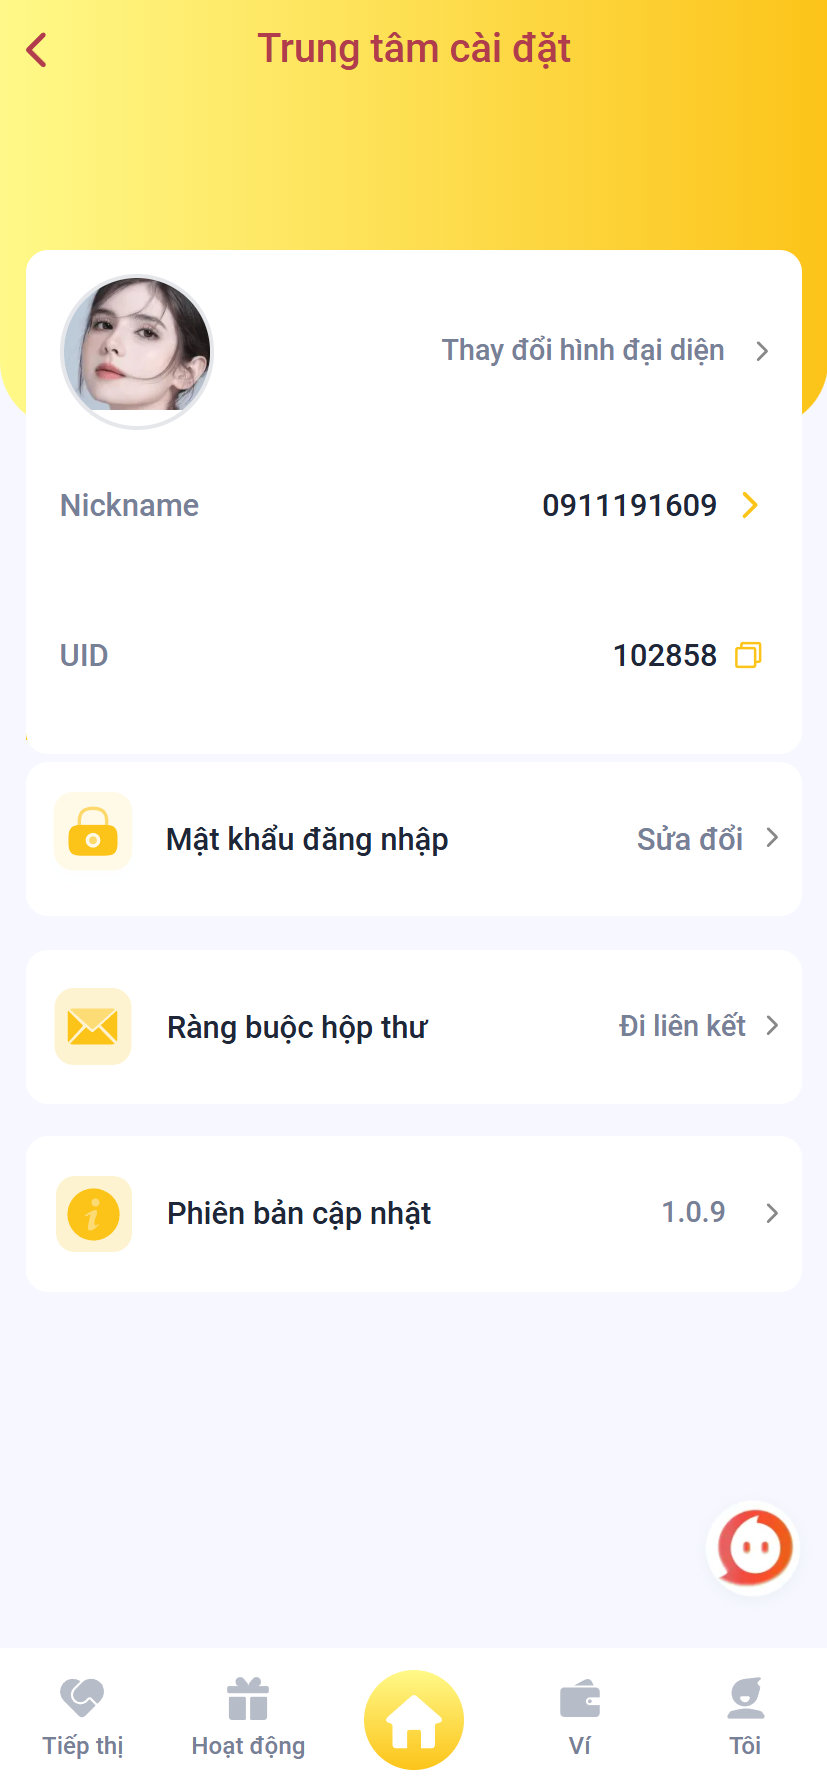 Trung tâm cài đặt
Thay đổi hình đại diện
Nickname 0911191609
UID 102858
Mật khẩu đăng nhập Sửa đổi
Ràng buộc hộp thư Đi liên kết
Phiên bản cập nhật 1.0.9
Tiếp thị Hoạt động Ví Tôi